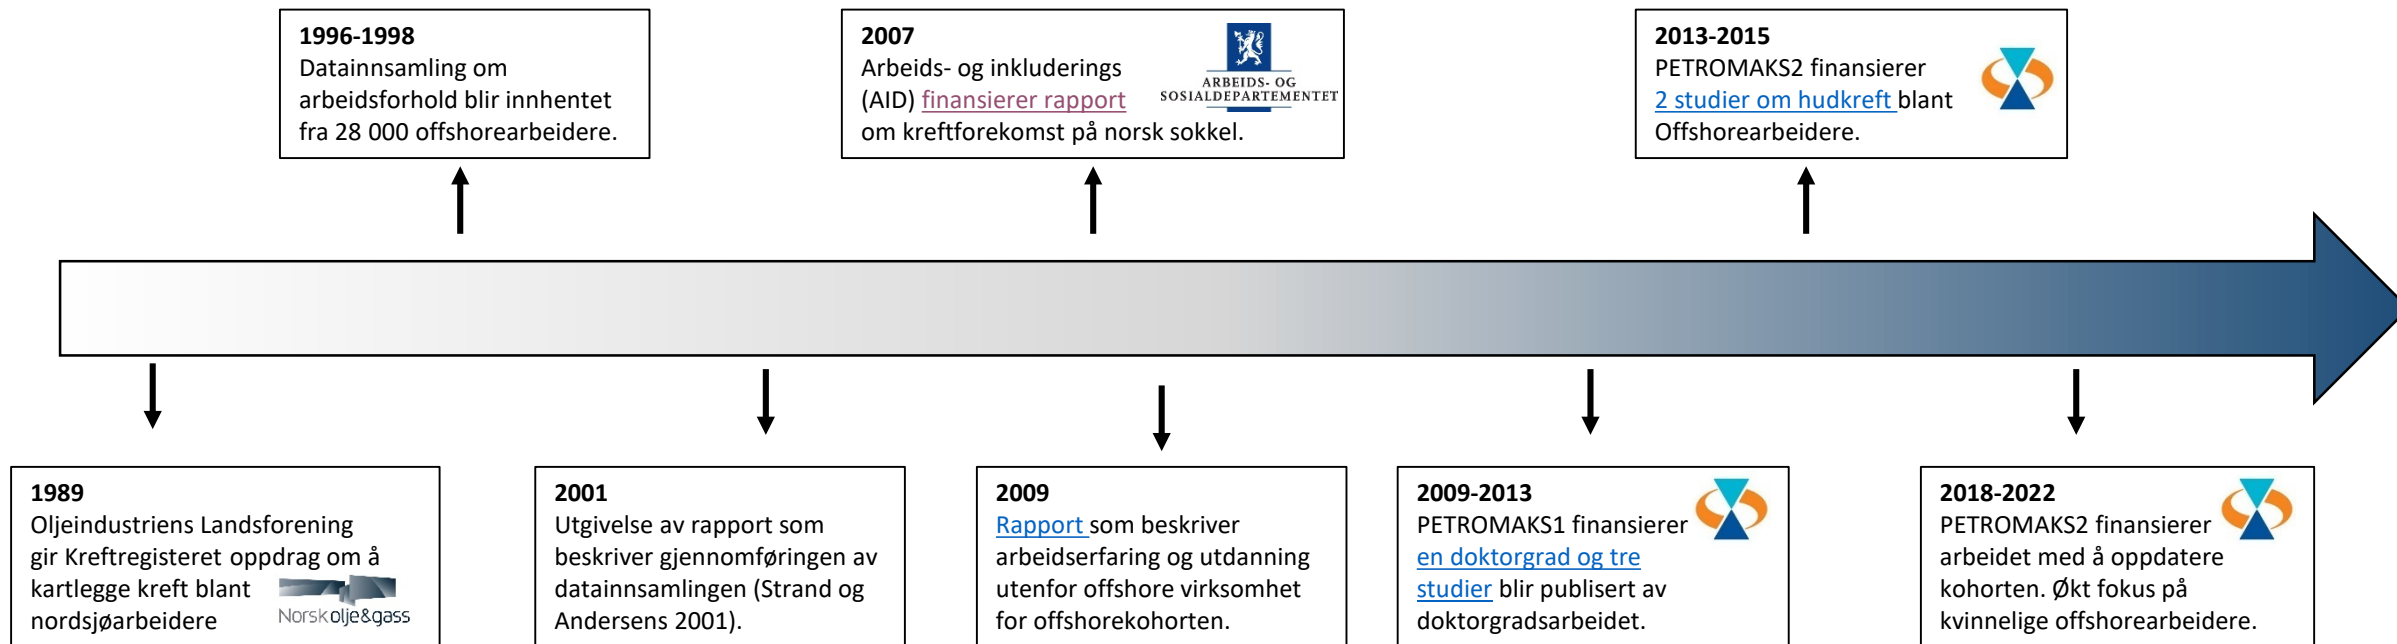 1996-1998
Datainnsamling om
arbeidsforhold blir innhentet
fra 28 000 offshorearbeidere.
2007
Arbeids- og inkluderings
(AID) finansierer rapport
om kreftforekomst på norsk sokkel.
ARBEIDS- OG
SOSIALDEPARTEMENTET
2013-2015
PETROMAKS2 finansierer
2 studier om hudkreft blant
Offshorearbeidere.
1989
Oljeindustriens Landsforening
gir Kreftregisteret oppdrag om å
kartlegge kreft blant
nordsjøarbeidere
Norsk olje&gass
2001
Utgivelse av rapport som
beskriver gjennomføringen av
datainnsamlingen (Strand og
Andersens 2001).
2009
Rapport som beskriver
arbeidserfaring og utdanning
utenfor offshore virksomhet
for offshorekohorten.
2009-2013
PETROMAKS1 finansierer
en doktorgrad og tre
studier blir publisert av
doktorgradsarbeidet.
2018-2022
PETROMAKS2 finansierer
arbeidet med å oppdatere
kohorten. Økt fokus på
kvinnelige offshorearbeidere.